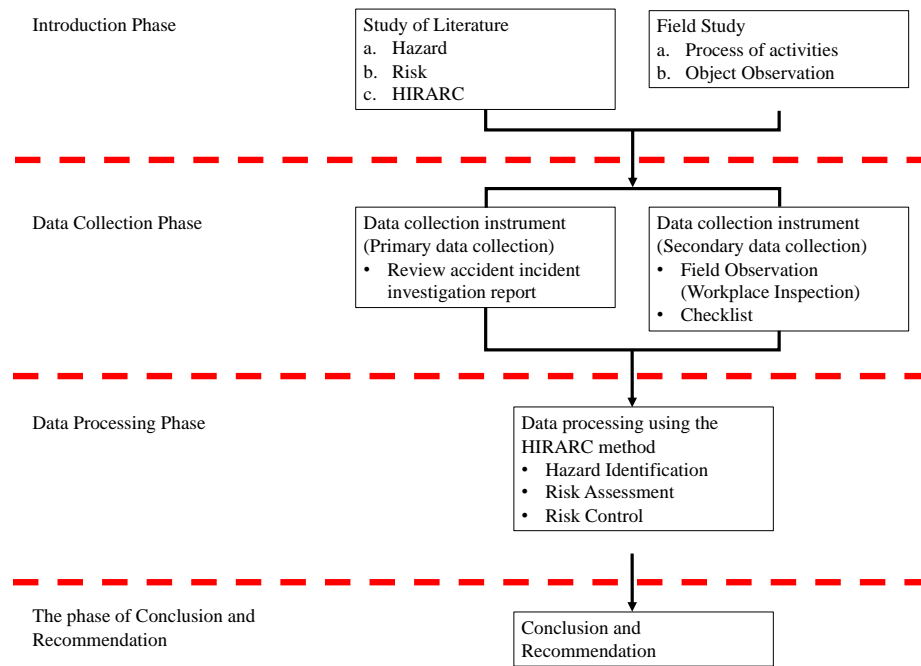 Introduction Phase
Study of Literature
a. Hazard
b. Risk
c. HIRARC
Field Study
a. Process of activities
b. Object Observation
Data Collection Phase
Data collection instrument
(Primary data collection)
• Review accident incident
investigation report
Data collection instrument
(Secondary data collection)
• Field Observation
(Workplace Inspection)
• Checklist
Data Processing Phase
Data processing using the
HIRARC method
• Hazard Identification
• Risk Assessment
• Risk Control
The phase of Conclusion and
Recommendation
Conclusion and
Recommendation